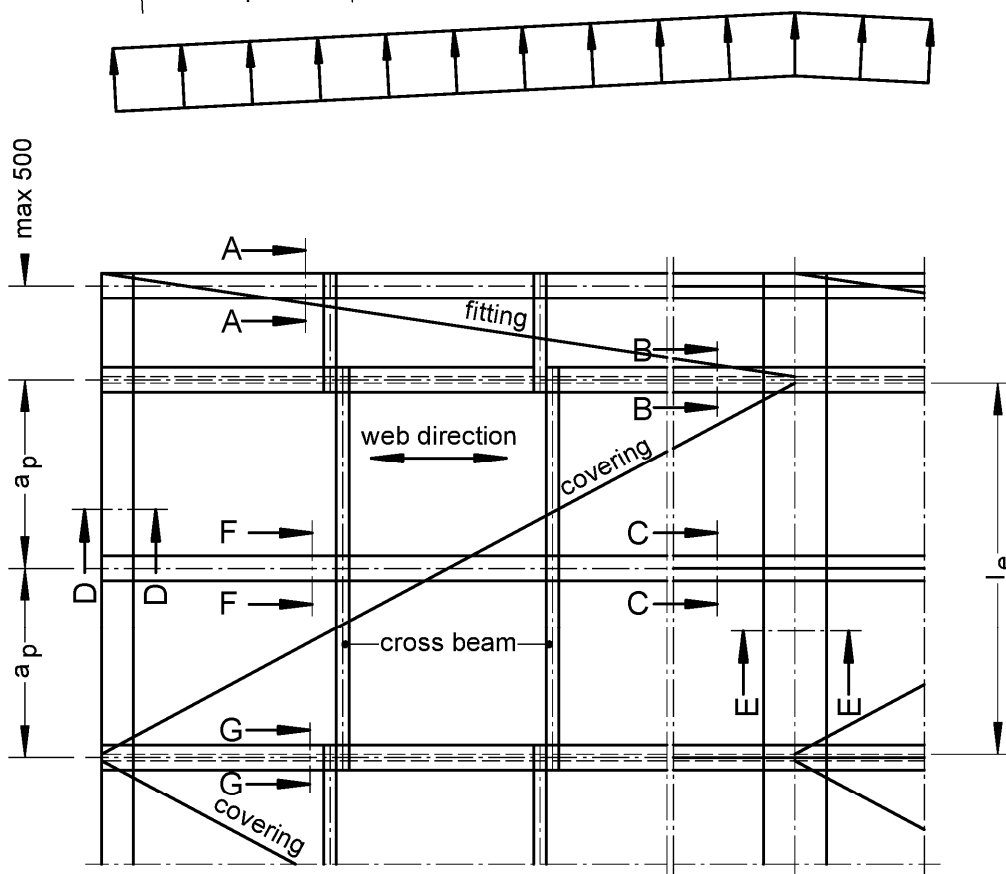 max 500
A
A
fitting
B
B
a p
web direction
covering
F
C
D
D
F
C
a p
cross beam
E
E
G
G
covering